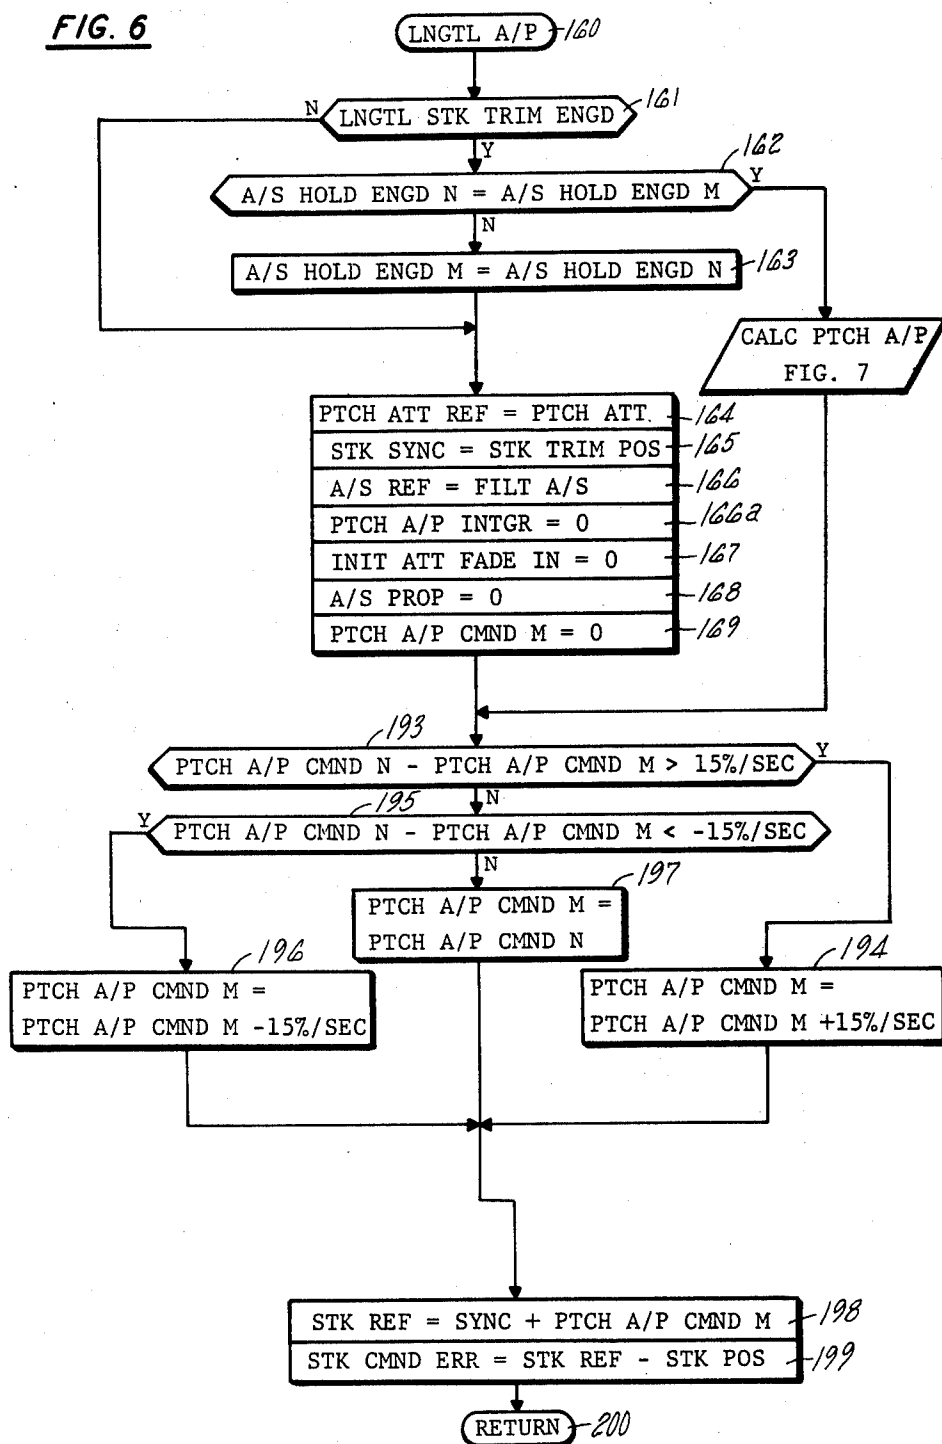 FIG. 6
LNGTL A/P 160
N
LNGTL STK TRIM ENGD 161
Y
162
A/S HOLD ENGD N = A/S HOLD ENGD M
Y
N
A/S HOLD ENGD M = A/S HOLD ENGD N 163
CALC PTCH A/P
FIG. 7
PTCH ATT REF = PTCH ATT. 164
STK SYNC = STK TRIM POS 165
A/S REF = FILT A/S 166
PTCH A/P INTGR = 0 166a
INIT ATT FADE IN = 0 167
A/S PROP = 0 168
PTCH A/P CMND M = 0 169
193
PTCH A/P CMND N - PTCH A/P CMND M > 15%/SEC
Y
N
195
Y
PTCH A/P CMND N - PTCH A/P CMND M < -15%/SEC
N
197
PTCH A/P CMND M =
PTCH A/P CMND N
196
PTCH A/P CMND M =
PTCH A/P CMND M -15%/SEC
194
PTCH A/P CMND M =
PTCH A/P CMND M +15%/SEC
STK REF = SYNC + PTCH A/P CMND M 198
STK CMND ERR = STK REF - STK POS 199
RETURN 200